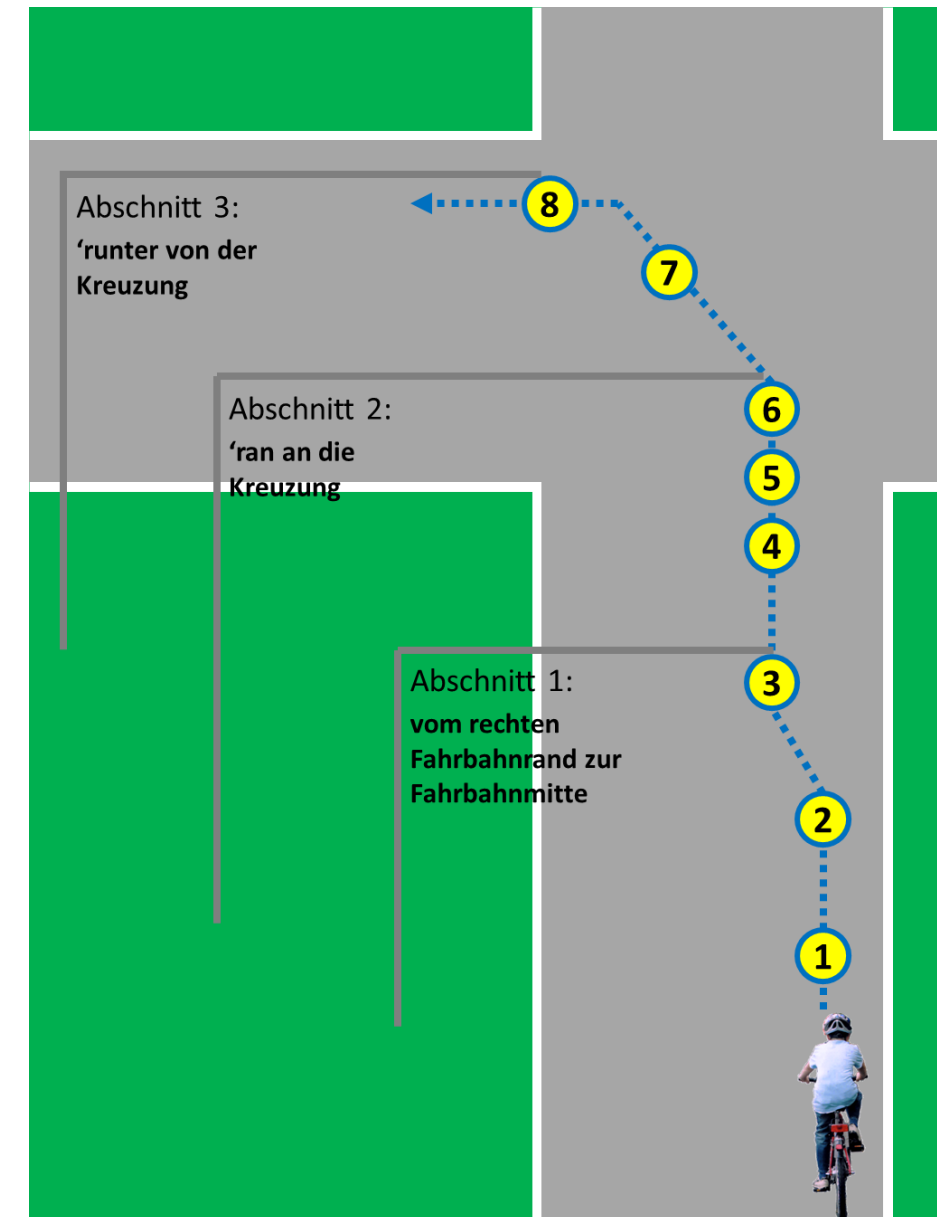 Abschnitt 3:
‘runter von der
Kreuzung
8
7
Abschnitt 2:
‘ran an die
Kreuzung
6
5
4
Abschnitt 1:
vom rechten
Fahrbahnrand zur
Fahrbahnmitte
3
2
1